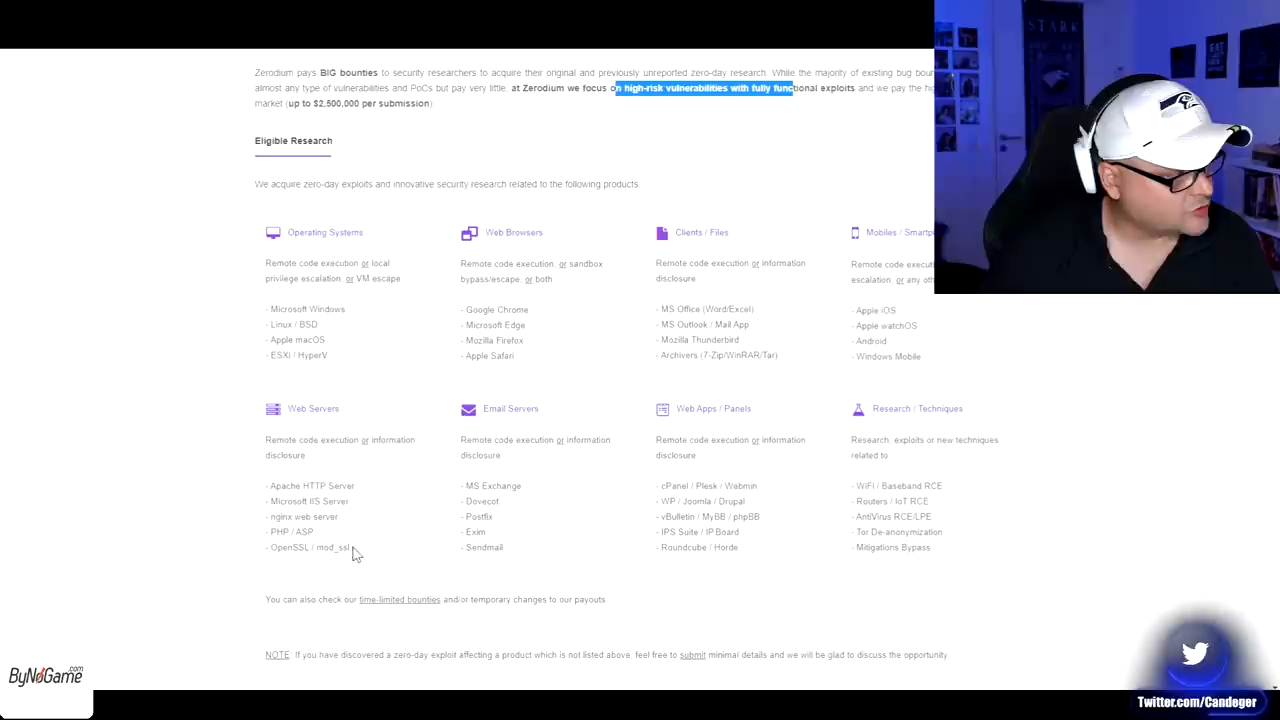 Zerodium pays BIG bounties to security researchers to acquire their original and previously unreported zero-day research. While the majority of existing bug
almost any type of vulnerabilities and PoCs but pay very little, at Zerodium we focus on high-risk vulnerabilities with fully functional exploits and we pay the
market (up to $2,500,000 per submission)
Eligible Research
We acquire zero-day exploits and innovative security research related to the following products:
Operating Systems
Remote code execution or local
privilege escalation, or VM escape
- Microsoft Windows
- Linux / BSD
- Apple macOS
- ESXi / HyperV
Web Browsers
Remote code execution, or sandbox
bypass/escape, or both
- Google Chrome
- Microsoft Edge
- Mozilla Firefox
- Apple Safari
Clients / Files
Remote code execution or information
disclosure
- MS Office (Word/Excel)
- MS Outlook / Mail App
- Mozilla Thunderbird
- Archivers (7-Zip/WinRAR/Tar)
Mobiles /
Remote code
escalation, or any
- Apple iOS
- Apple watchOS
- Android
- Windows Mobile
Web Servers
Remote code execution or information
disclosure
- Apache HTTP Server
- Microsoft IIS Server
- nginx web server
- PHP / ASP
- OpenSSL / mod_ssl
Email Servers
Remote code execution or information
disclosure
- MS Exchange
- Dovecot
- Postfix
- Exim
- Sendmail
Web Apps / Panels
Remote code execution or information
disclosure
- cPanel / Plesk / Webmin
- WP / Joomla / Drupal
- vBulletin / MyBB / phpBB
- IPS Suite / IP.Board
- Roundcube / Horde
Research / Techniques
Research, exploits or new techniques
related to
- WiFi / Baseband RCE
- Routers / IoT RCE
- AntiVirus RCE/LPE
- Tor De-anonymization
- Mitigations Bypass
You can also check our time-limited bounties and/or temporary changes to our payouts
NOTE: If you have discovered a zero-day exploit affecting a product which is not listed above, feel free to submit minimal details and we will be glad to discuss the opportunity.
STARK
ByNoGame.com
Twitter.com/Candeger